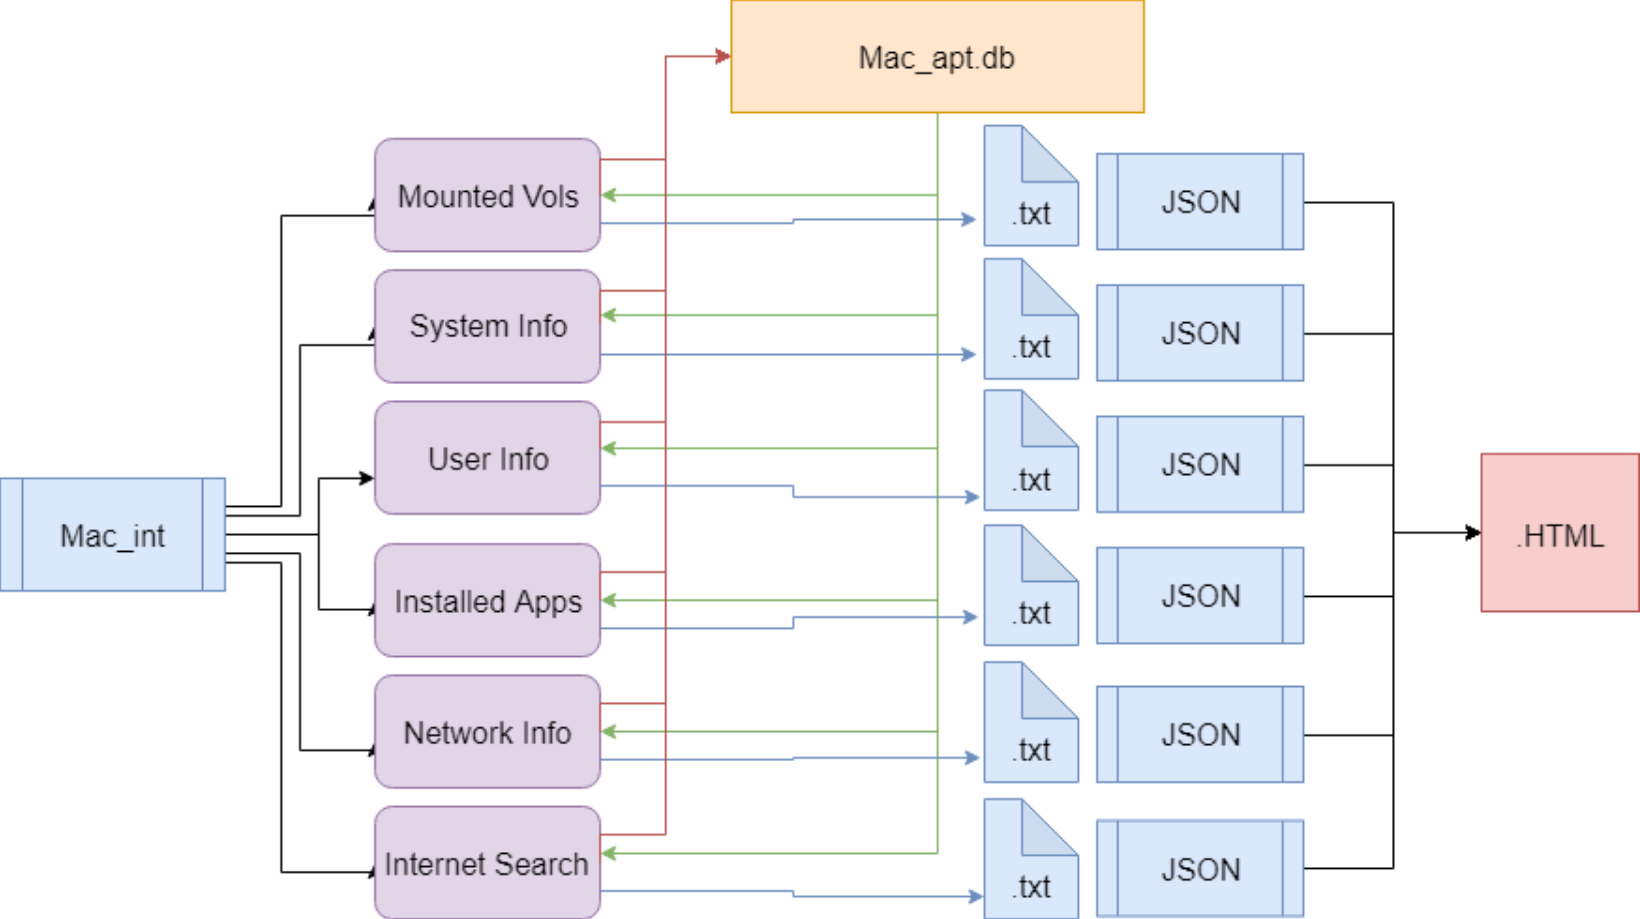 Mac_apt.db
Mounted Vols
.txt
JSON
System Info
.txt
JSON
User Info
.txt
JSON
Mac_int
.HTML
Installed Apps
.txt
JSON
Network Info
.txt
JSON
Internet Search
.txt
JSON